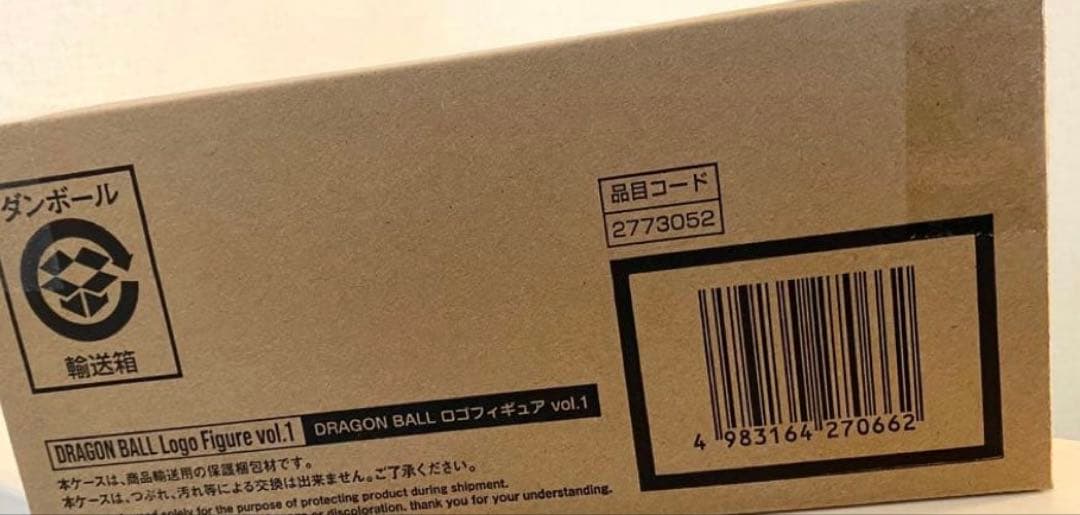 ダンボール
輸送箱
品目コード
2773052
4 983164 270662
DRAGON BALL Logo Figure vol.1 DRAGON BALL ロゴフィギュア vol.1
本ケースは、商品輸送用の保護梱包材です。
本ケースは、つぶれ、汚れ等による交換は出来ません。ご了承ください。
solely for the purpose of protecting product during shipment.
or discoloration. thank you for your understanding.